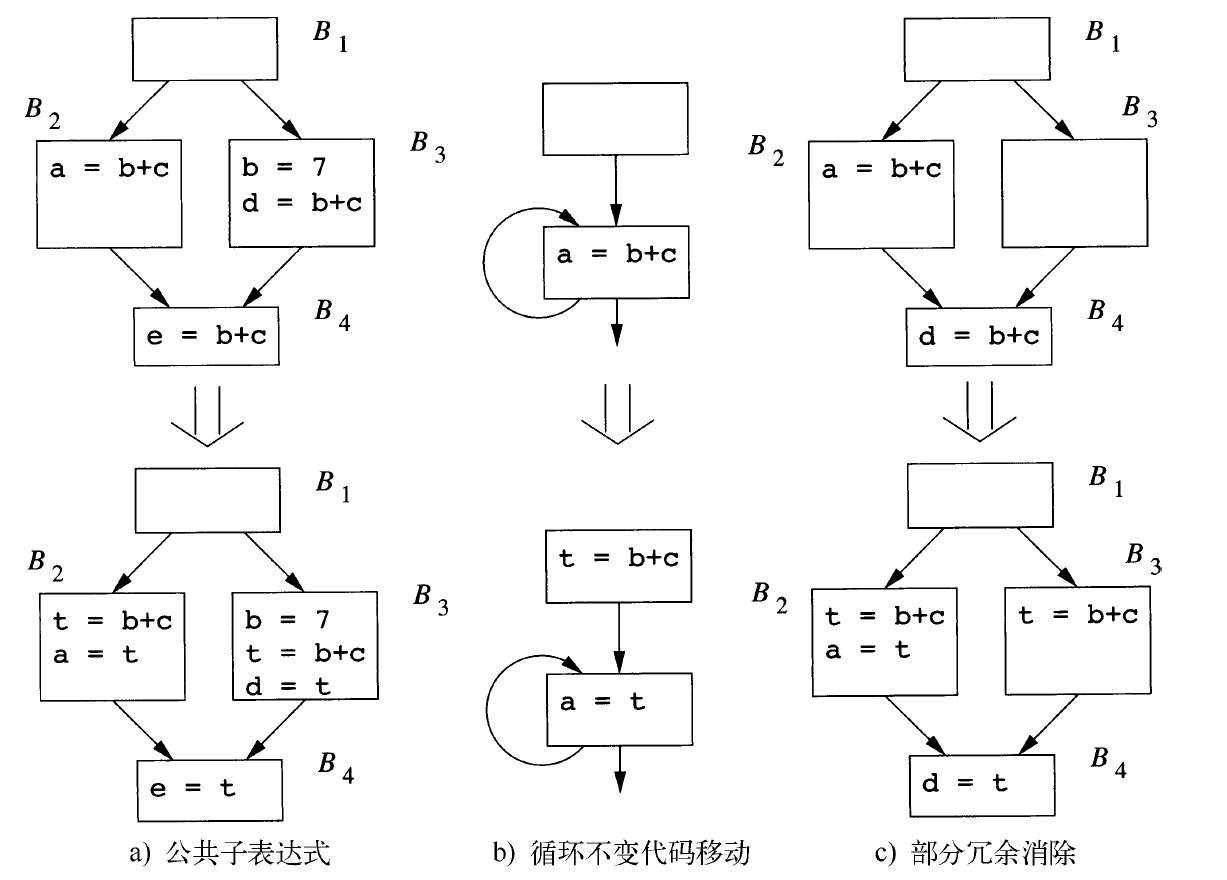 B1
B2
a = b+c
b = 7
d = b+c
B3
B4
e = b+c
B1
B2
t = b+c
a = t
b = 7
t = b+c
d = t
B3
B4
e = t
a) 公共子表达式
a = b+c
t = b+c
a = t
b) 循环不变代码移动
B1
B2
a = b+c
B3
B4
d = b+c
B1
B2
t = b+c
a = t
B3
t = b+c
B4
d = t
c) 部分冗余消除